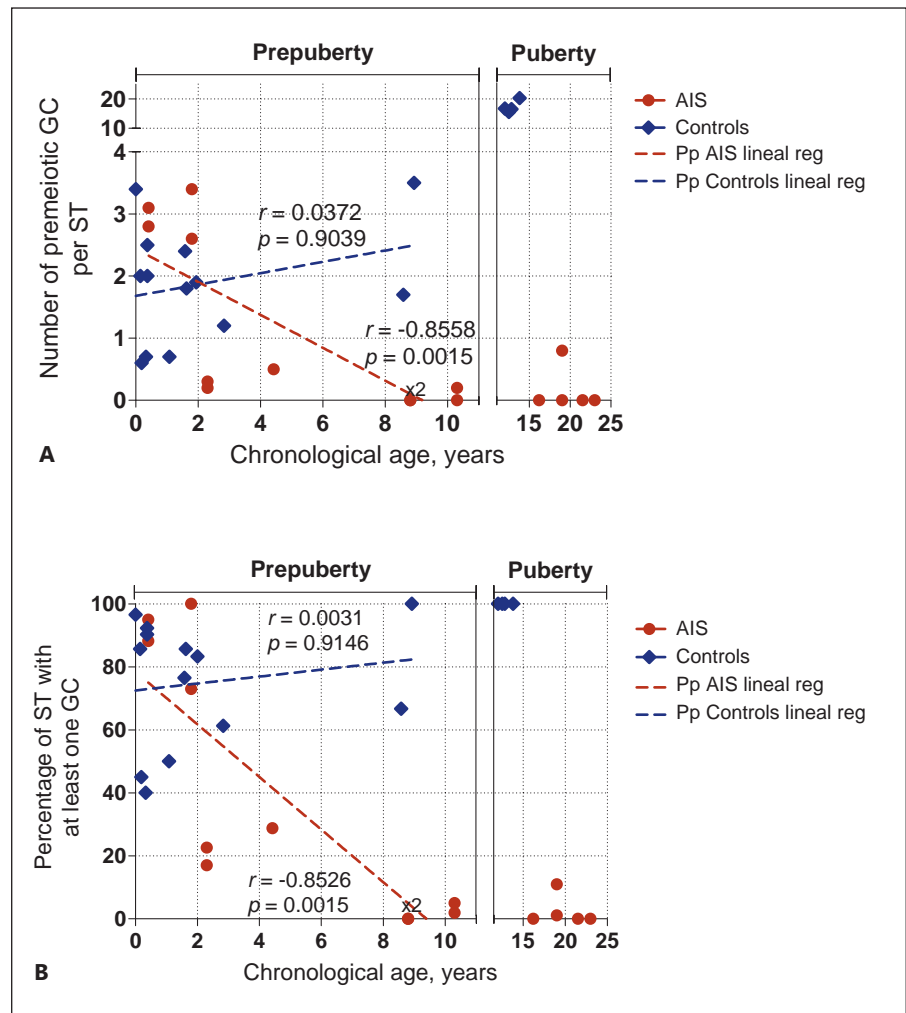 Prepuberty
Puberty
20
10
4
3
2
1
0
Number of premeiotic GC
per ST
r = 0.0372
p = 0.9039
r = -0.8558
p = 0.0015
x2
0 2 4 6 8 10
15 20 25
Chronological age, years
A
AIS
Controls
Pp AIS lineal reg
Pp Controls lineal reg
Prepuberty
Puberty
100
80
60
40
20
0
Percentage of ST with
at least one GC
r = 0.0031
p = 0.9146
r = -0.8526
p = 0.0015
x2
0 2 4 6 8 10
15 20 25
Chronological age, years
B
AIS
Controls
Pp AIS lineal reg
Pp Controls lineal reg